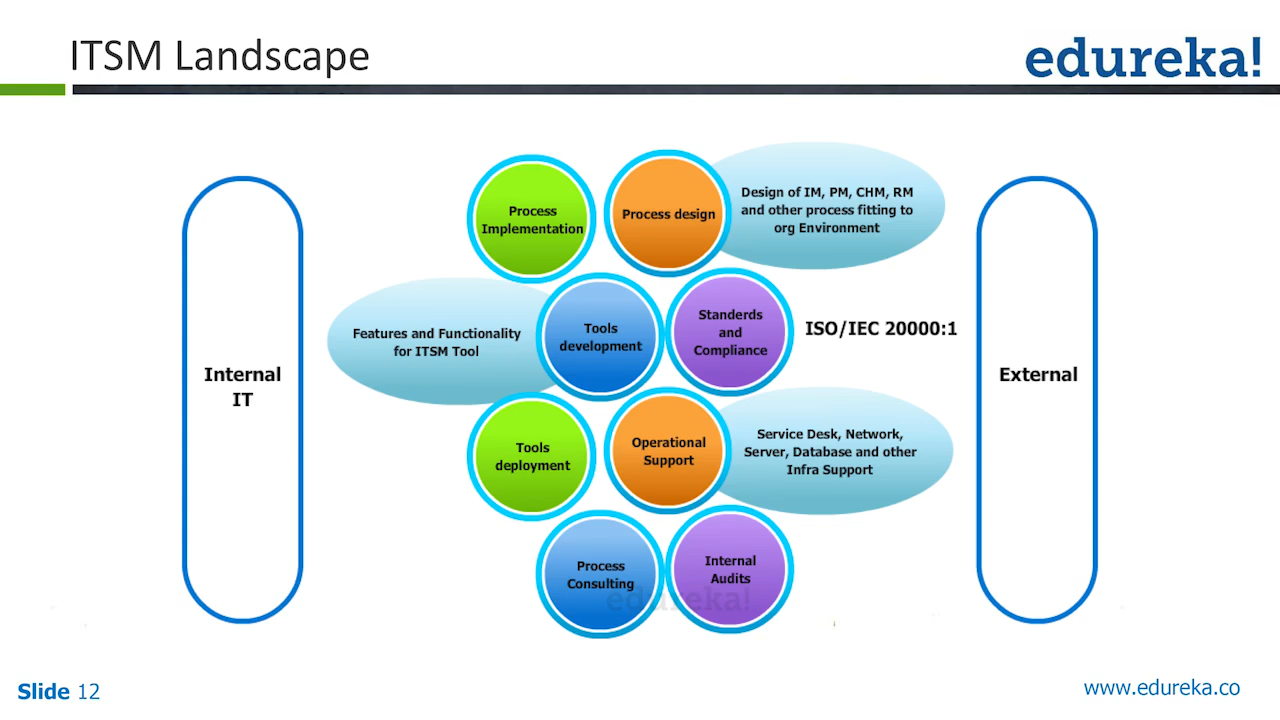 ITSM Landscape
edureka!
Process
Implementation
Process design
Design of IM, PM, CHM, RM
and other process fitting to
org Environment
Features and Functionality
for ITSM Tool
Tools
development
Standerds
and
Compliance
ISO/IEC 20000:1
Internal
IT
External
Tools
deployment
Operational
Support
Service Desk, Network,
Server, Database and other
Infra Support
Process
Consulting
Internal
Audits
edureka!
Slide 12
www.edureka.co